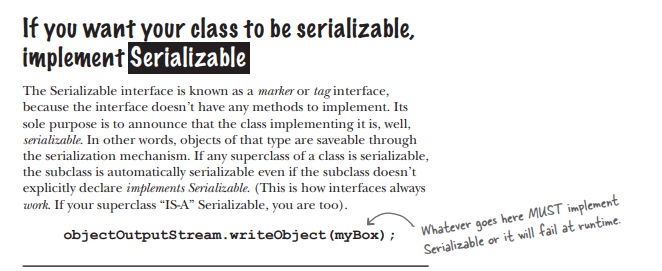 If you want your class to be serializable,
implement Serializable
The Serializable interface is known as a marker or tag interface,
because the interface doesn’t have any methods to implement. Its
sole purpose is to announce that the class implementing it is, well,
serializable. In other words, objects of that type are saveable through
the serialization mechanism. If any superclass of a class is serializable,
the subclass is automatically serializable even if the subclass doesn’t
explicitly declare implements Serializable. (This is how interfaces always
work. If your superclass “IS-A” Serializable, you are too).
objectOutputStream.writeObject(myBox);
Whatever goes here MUST implement
Serializable or it will fail at runtime.